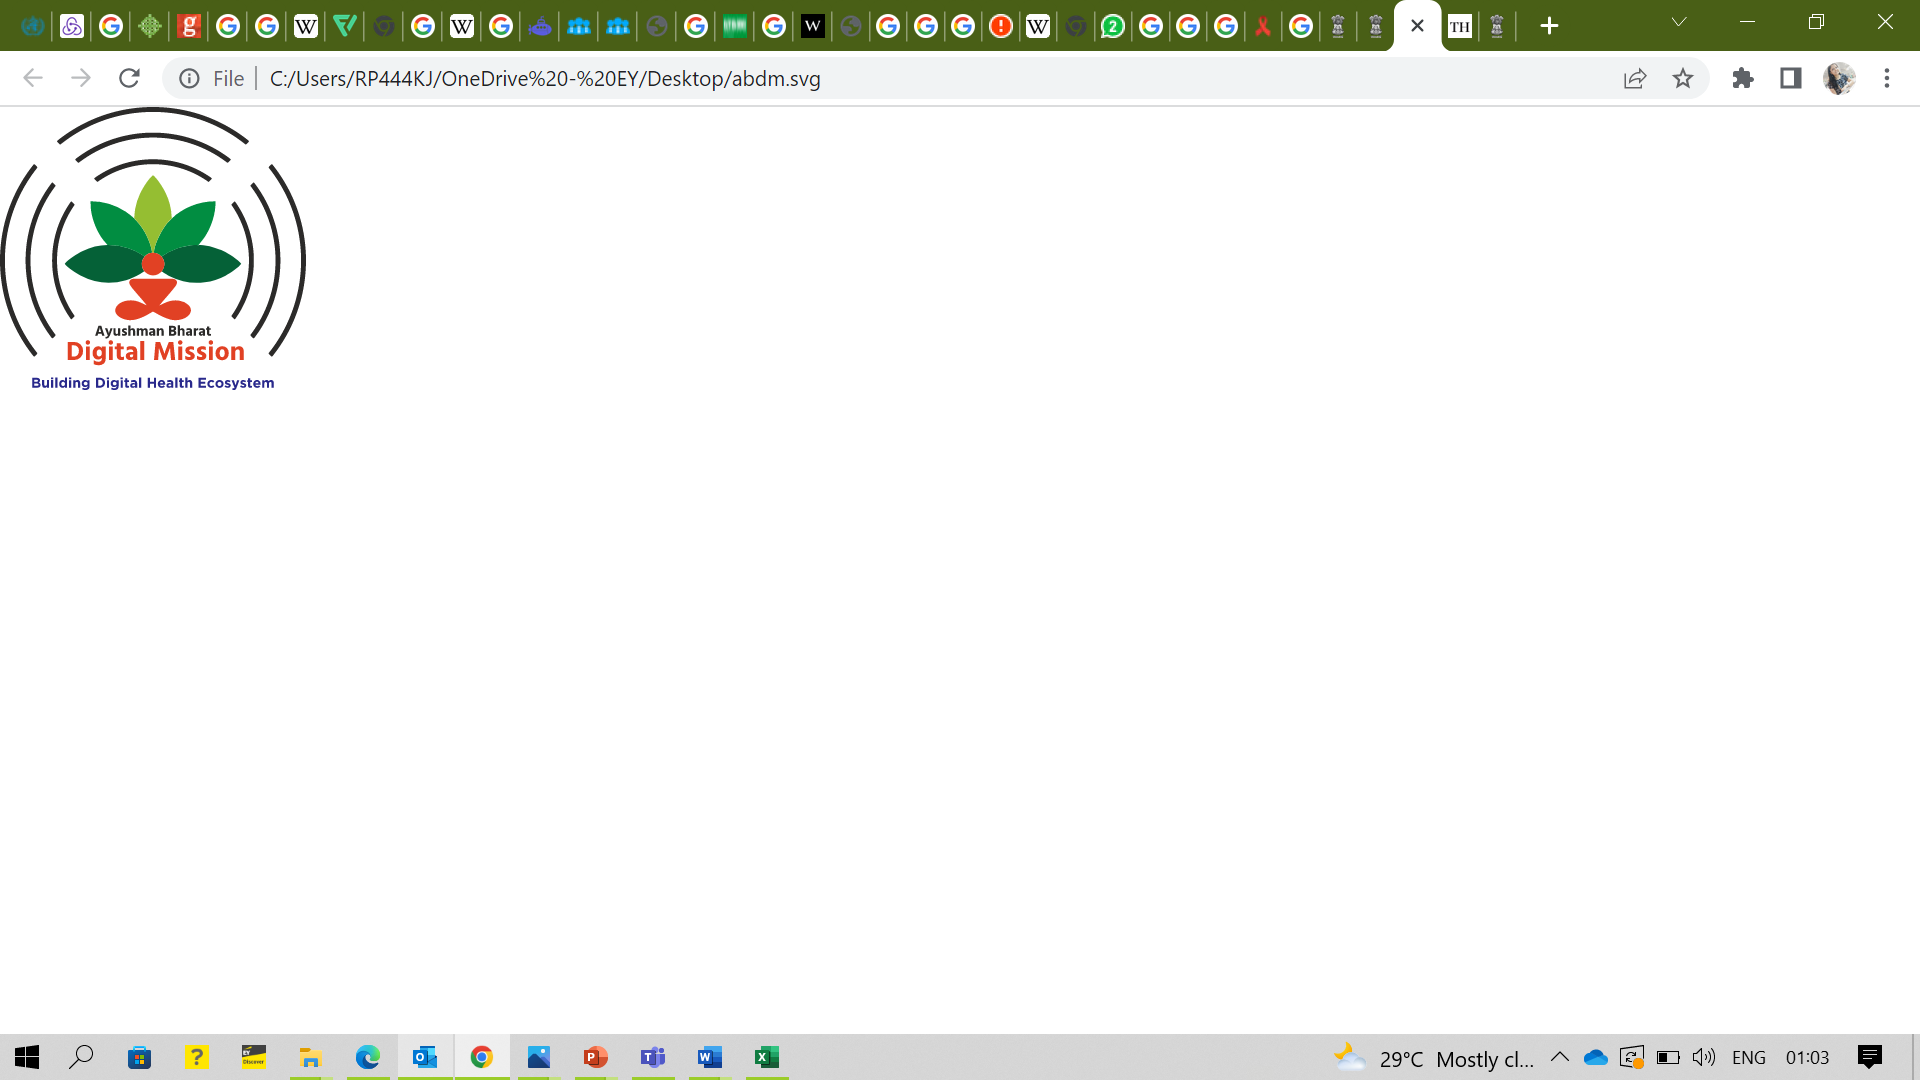 File
C:/Users/RP444KJ/OneDrive%20-%20EY/Desktop/abdm.svg
Ayushman Bharat
Digital Mission
Building Digital Health Ecosystem
29°C Mostly cl...
ENG
01:03